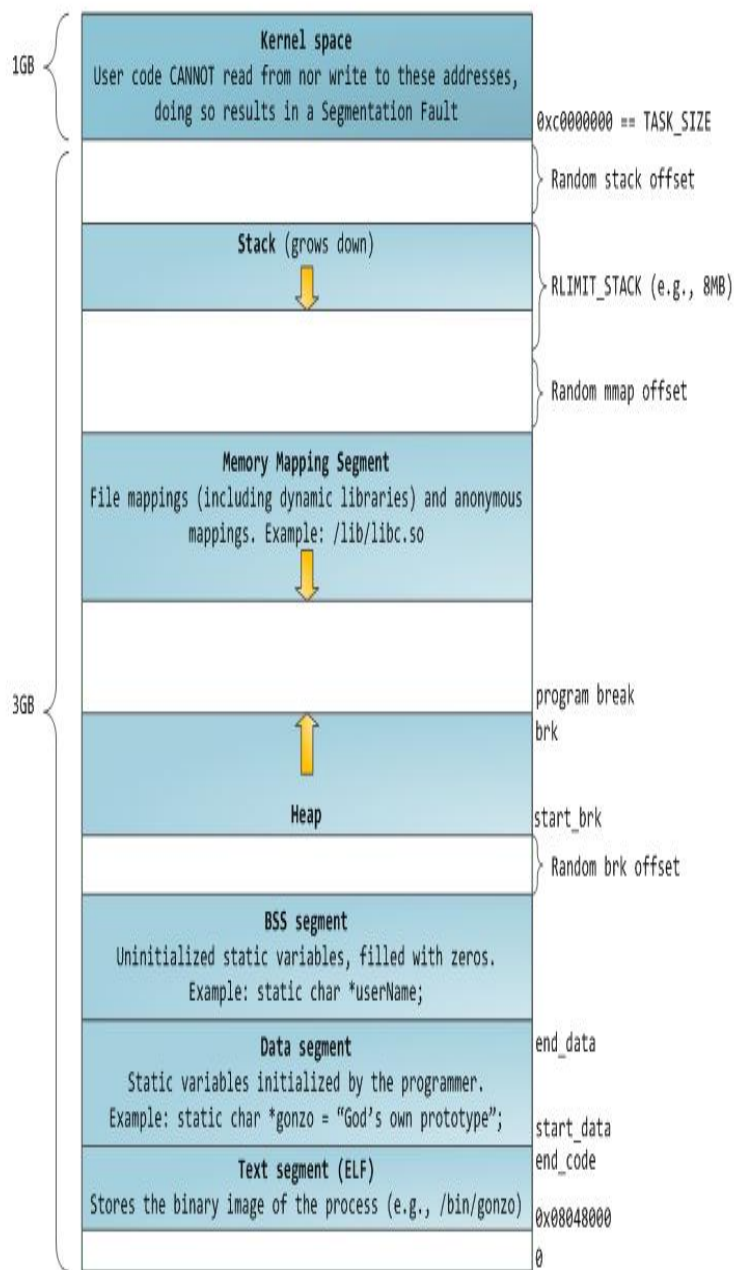 Kernel space
1GB
User code CANNOT read from nor write to these addresses,
doing so results in a Segmentation Fault
0xc0000000 == TASK_SIZE
Random stack offset
Stack (grows down)
RLIMIT_STACK (e.g., 8MB)
Random mmap offset
Memory Mapping Segment
File mappings (including dynamic libraries) and anonymous
mappings. Example: /lib/libc.so
3GB
program break
brk
Heap
start_brk
Random brk offset
BSS segment
Uninitialized static variables, filled with zeros.
Example: static char *userName;
Data segment
end_data
Static variables initialized by the programmer.
Example: static char *gonzo = “God’s own prototype”;
start_data
end_code
Text segment (ELF)
Stores the binary image of the process (e.g., /bin/gonzo)
0x08048000
0